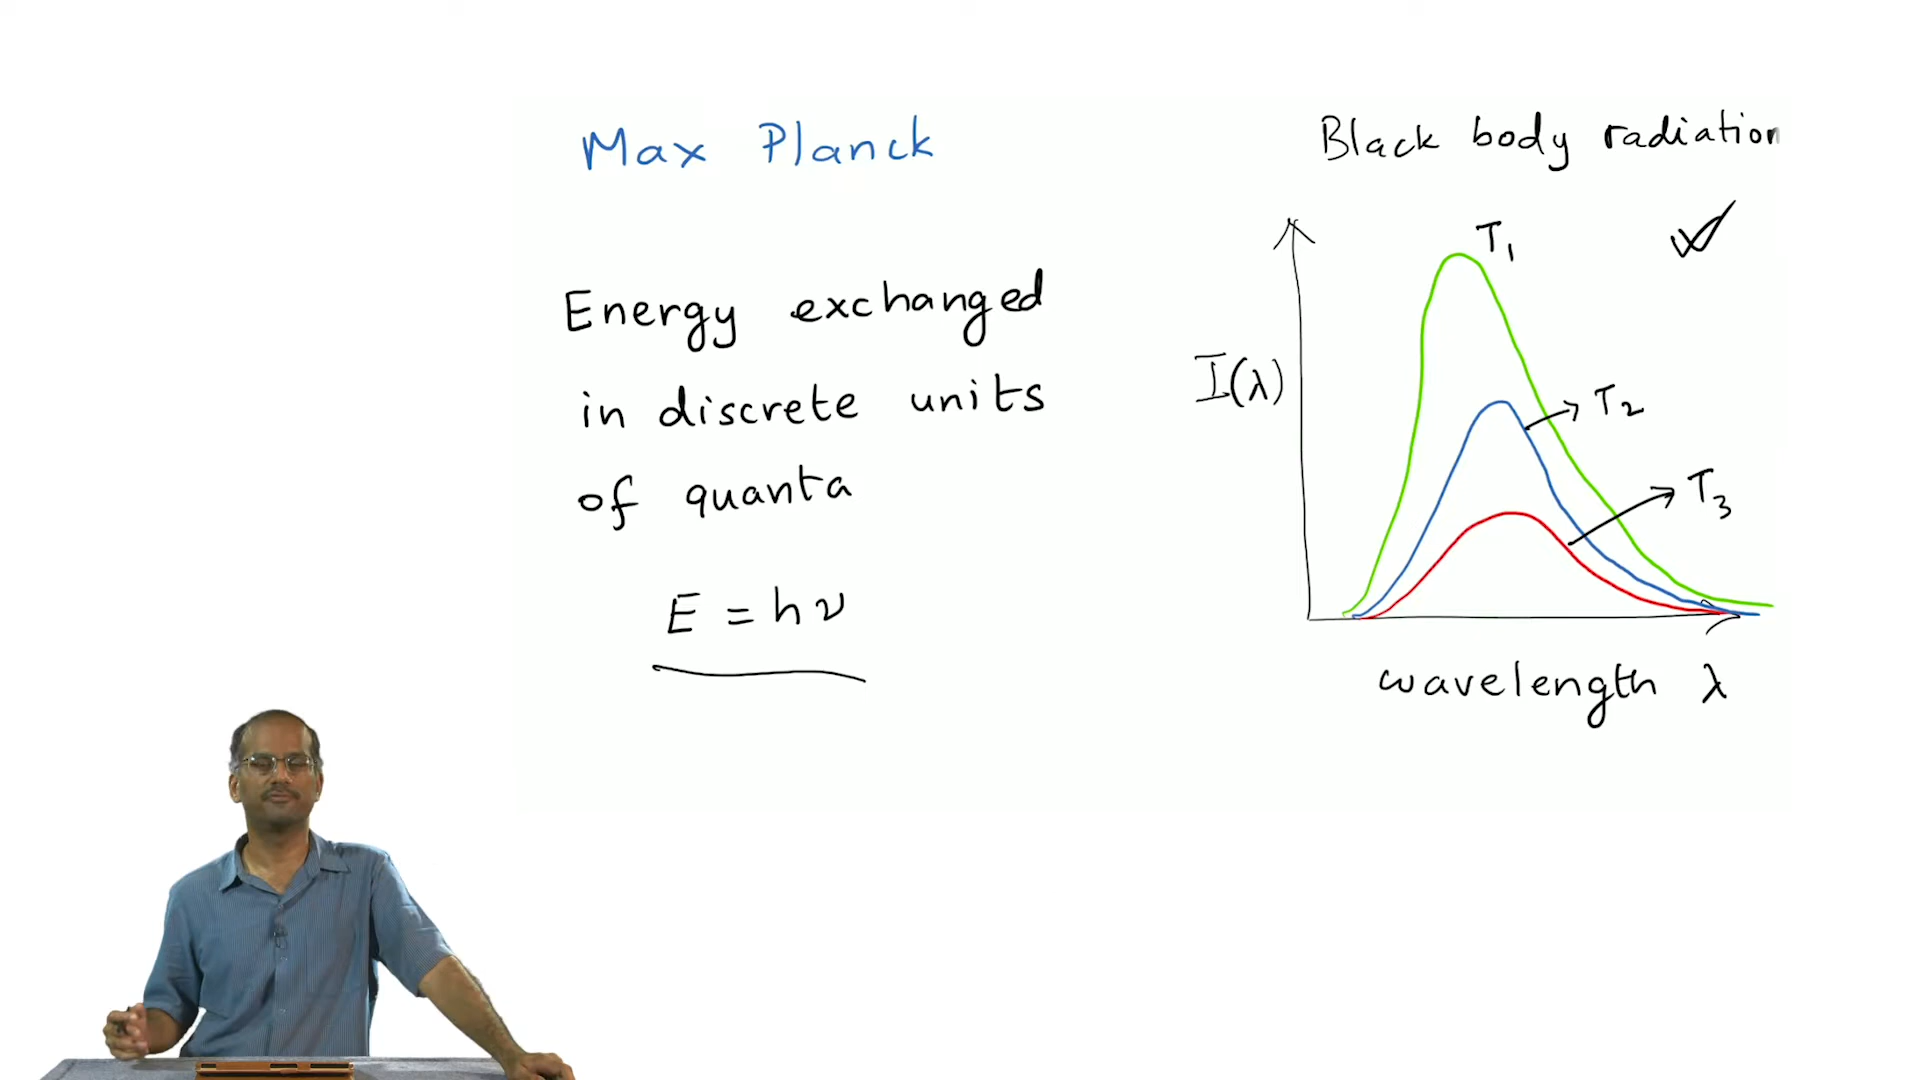 Max Planck
Energy exchanged
in discrete units
of quanta
E = hν
Black body radiation
T1
I(λ)
T2
T3
wavelength λ